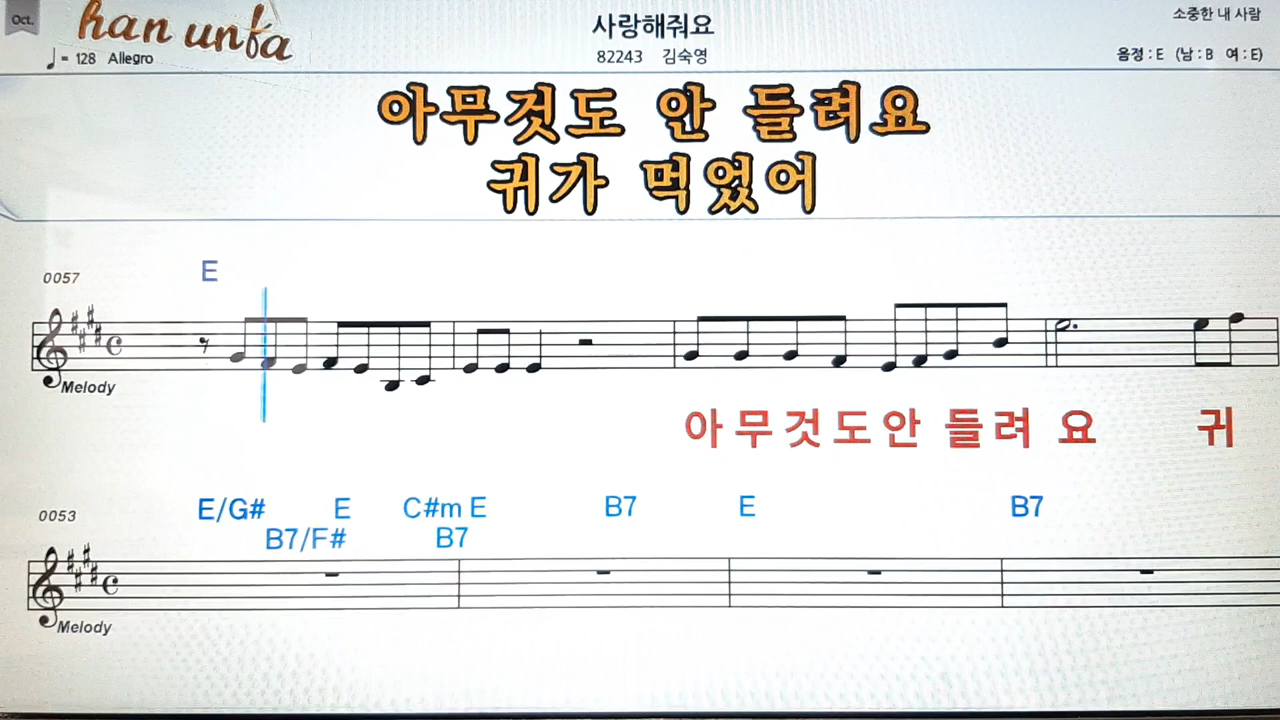 Oct.
han unfa
♩ = 128 Allegro
사랑해줘요
82243 김숙영
소중한 내 사람
음정 : E (남 : B 여 : E)
아무것도 안 들려요
귀가 먹었어
0057
E
Melody
아무것도안 들려 요 귀
0053
E/G# E C#m E B7 E B7
B7/F# B7
Melody